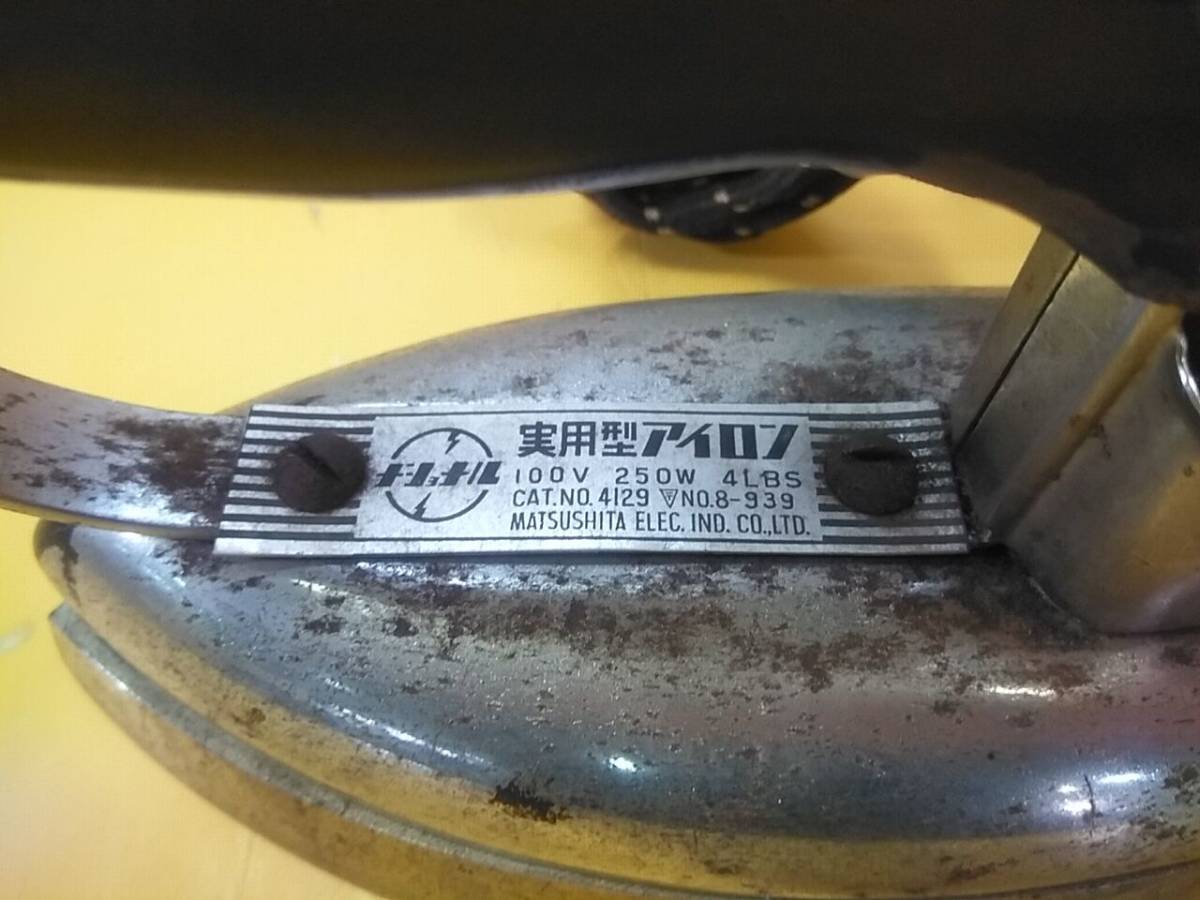 ナショナル
実用型アイロン
100V 250W 4LBS
CAT.NO.4129 NO.8-939
MATSUSHITA ELEC. IND. CO.,LTD.